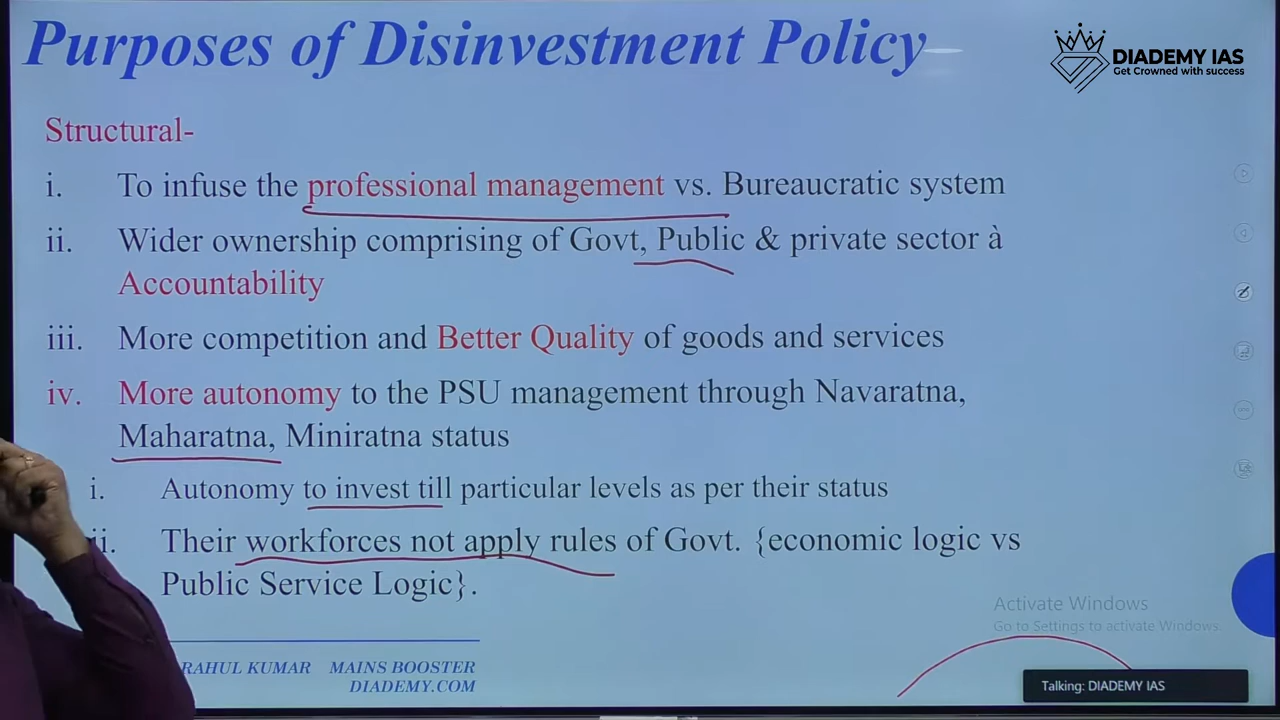 Purposes of Disinvestment Policy
DIADEMY IAS
Get Crowned with success
Structural-
i. To infuse the professional management vs. Bureaucratic system
ii. Wider ownership comprising of Govt, Public & private sector à
Accountability
iii. More competition and Better Quality of goods and services
iv. More autonomy to the PSU management through Navaratna,
Maharatna, Miniratna status
i. Autonomy to invest till particular levels as per their status
ii. Their workforces not apply rules of Govt. {economic logic vs
Public Service Logic}.
Activate Windows
Go to Settings to activate Windows.
RAHUL KUMAR MAINS BOOSTER
DIADEMY.COM
Talking: DIADEMY IAS